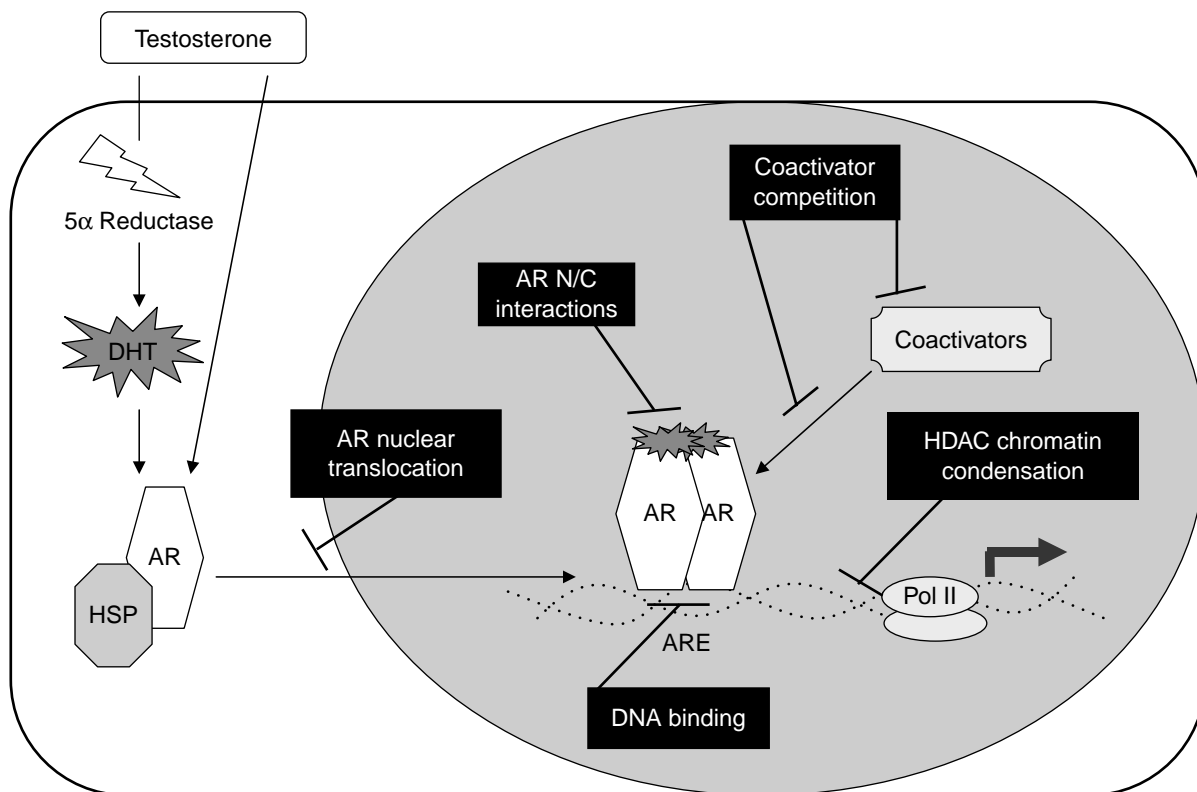 Testosterone
5α Reductase
DHT
AR
HSP
AR nuclear
translocation
AR N/C
interactions
Coactivator
competition
Coactivators
HDAC chromatin
condensation
AR
AR
Pol II
ARE
DNA binding